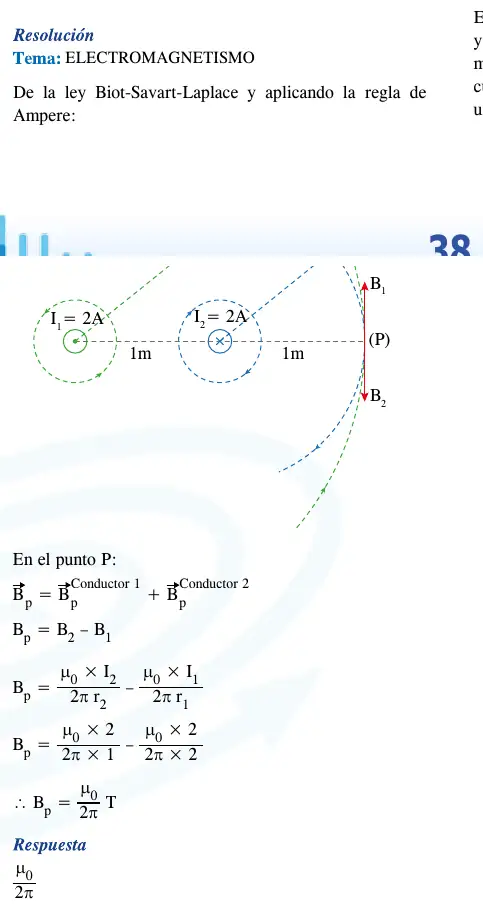 Resolución
Tema: ELECTROMAGNETISMO
De la ley Biot-Savart-Laplace y aplicando la regla de
Ampere:
E
y
m
cu
u
38
I₁ = 2A
I₂ = 2A
1m
1m
B₁
(P)
B₂
En el punto P:
B⃗ₚ = B⃗ₚ^Conductor 1 + B⃗ₚ^Conductor 2
Bₚ = B₂ – B₁
Bₚ = (μ₀ × I₂)/(2π r₂) – (μ₀ × I₁)/(2π r₁)
Bₚ = (μ₀ × 2)/(2π × 1) – (μ₀ × 2)/(2π × 2)
∴ Bₚ = μ₀/2π T
Respuesta
μ₀/2π